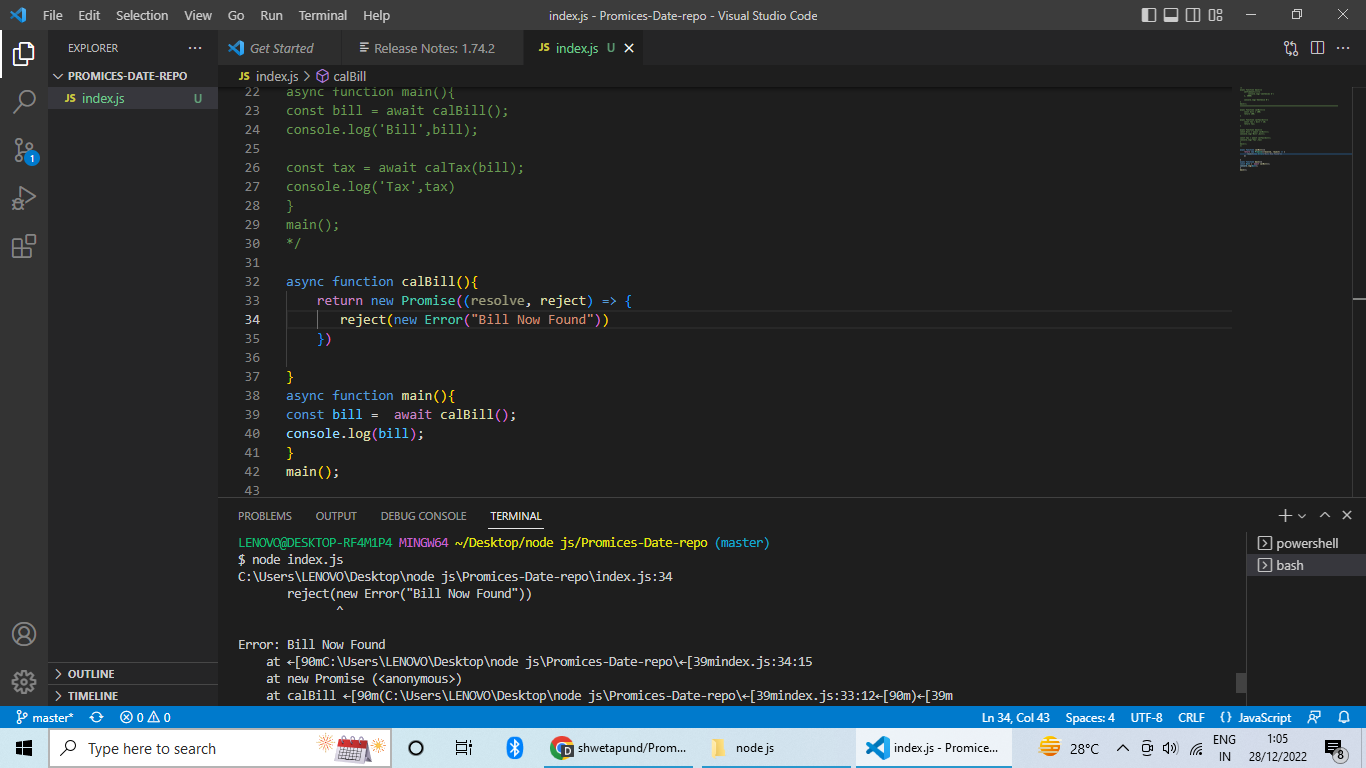 File Edit Selection View Go Run Terminal Help index.js - Promices-Date-repo - Visual Studio Code
EXPLORER ··· Get Started Release Notes: 1.74.2 JS index.js U
PROMICES-DATE-REPO
JS index.js U
JS index.js > calBill
22 async function main(){
23 const bill = await calBill();
24 console.log('Bill',bill);
25
26 const tax = await calTax(bill);
27 console.log('Tax',tax)
28 }
29 main();
30 */
31
32 async function calBill(){
33 return new Promise((resolve, reject) => {
34 reject(new Error("Bill Now Found"))
35 })
36
37 }
38 async function main(){
39 const bill =  await calBill();
40 console.log(bill);
41 }
42 main();
43
PROBLEMS OUTPUT DEBUG CONSOLE TERMINAL
LENOVO@DESKTOP-RF4M1P4 MINGW64 ~/Desktop/node js/Promices-Date-repo (master)
$ node index.js
C:\Users\LENOVO\Desktop\node js\Promices-Date-repo\index.js:34
reject(new Error("Bill Now Found"))
^
Error: Bill Now Found
at ←[90mC:\Users\LENOVO\Desktop\node js\Promices-Date-repo\←[39mindex.js:34:15
at new Promise (<anonymous>)
at calBill ←[90m(C:\Users\LENOVO\Desktop\node js\Promices-Date-repo\←[39mindex.js:33:12←[90m)←[39m
powershell
bash
OUTLINE
TIMELINE
1
master* 0 0 Ln 34, Col 43 Spaces: 4 UTF-8 CRLF {} JavaScript
Type here to search shwetapund/Prom... node js index.js - Promice... 28°C ENG IN 1:05 28/12/2022 8